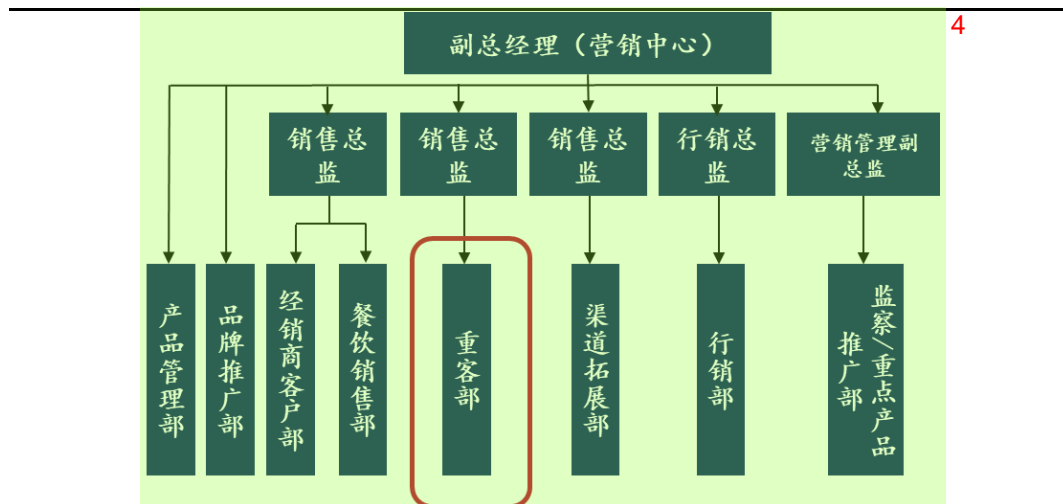 4
副总经理（营销中心）
销售总
监
销售总
监
销售总
监
行销总
监
营销管理副
总监
产品管理部
品牌推广部
经销商客户部
餐饮销售部
重客部
渠道拓展部
行销部
监察/重点产品
推广部